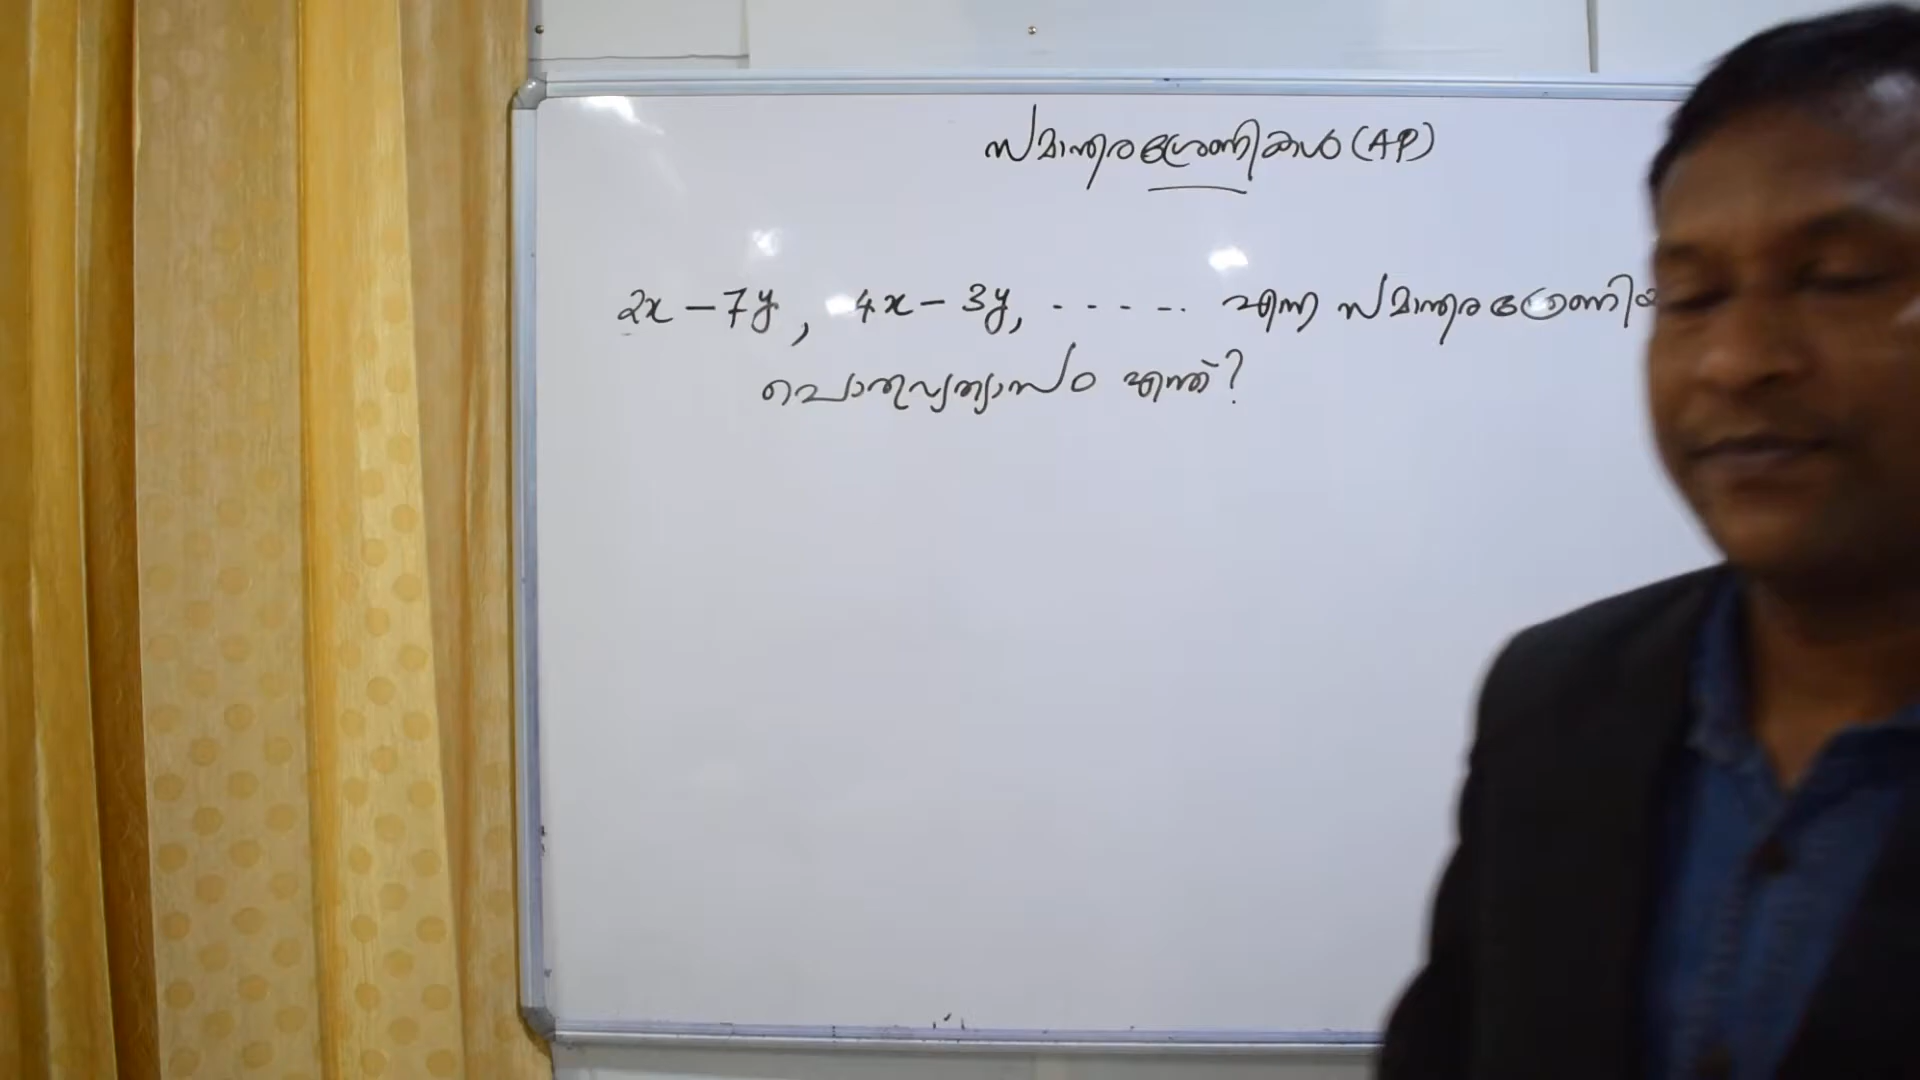 സമാന്തരശ്രേണികൾ (AP)
2x − 7y, 4x − 3y, - - - - - . എന്ന സമാന്തരശ്രേണിയ
പൊതുവ്യത്യാസം എന്ത്?